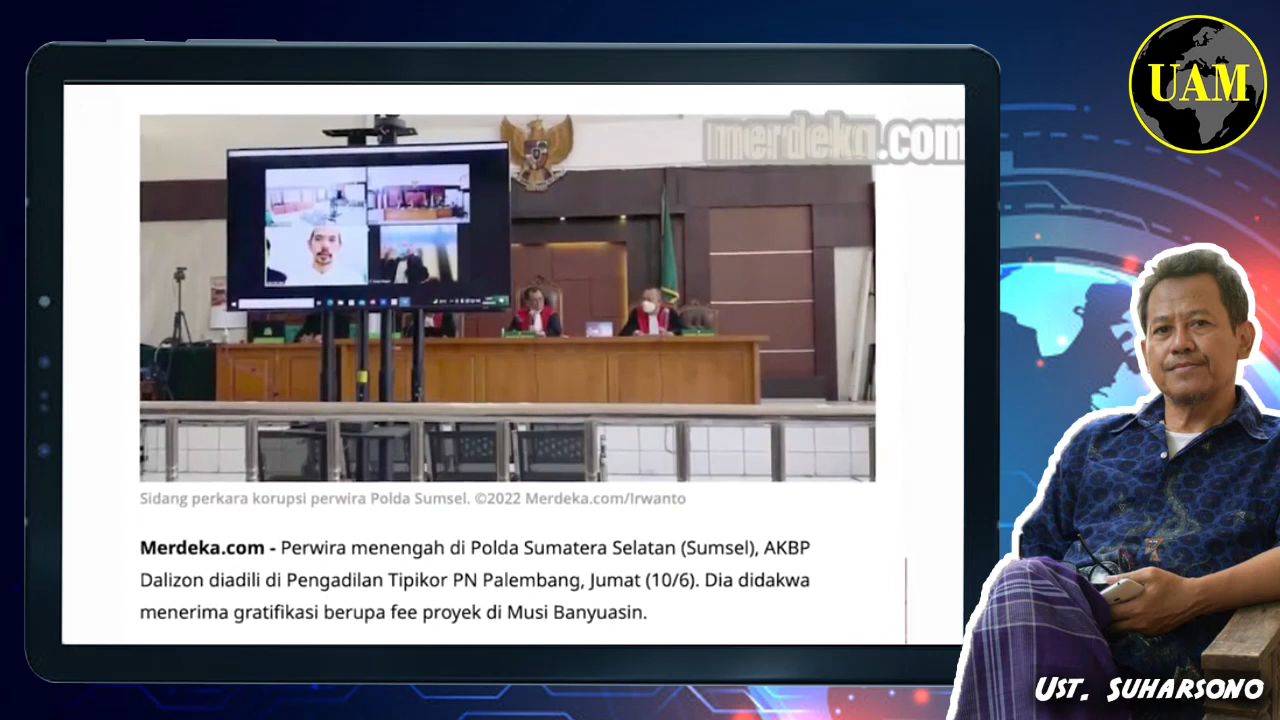 UAM
merdeka.com
Sidang perkara korupsi perwira Polda Sumsel. ©2022 Merdeka.com/Irwanto
Merdeka.com - Perwira menengah di Polda Sumatera Selatan (Sumsel), AKBP
Dalizon diadili di Pengadilan Tipikor PN Palembang, Jumat (10/6). Dia didakwa
menerima gratifikasi berupa fee proyek di Musi Banyuasin.
Ust. Suharsono